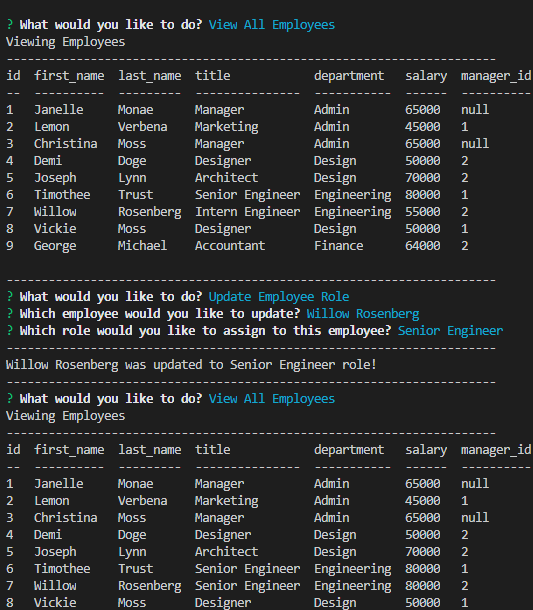 ? What would you like to do? View All Employees
Viewing Employees
----------------------------------------------------------------------
id  first_name  last_name  title            department   salary  manager_id
--  ----------  ---------  ---------------  -----------  ------  ----------
1   Janelle     Monae      Manager          Admin        65000   null
2   Lemon       Verbena    Marketing        Admin        45000   1
3   Christina   Moss       Manager          Admin        65000   null
4   Demi        Doge       Designer         Design       50000   2
5   Joseph      Lynn       Architect        Design       70000   2
6   Timothee    Trust      Senior Engineer  Engineering  80000   1
7   Willow      Rosenberg  Intern Engineer  Engineering  55000   2
8   Vickie      Moss       Designer         Design       50000   1
9   George      Michael    Accountant       Finance      64000   2
----------------------------------------------------------------------
? What would you like to do? Update Employee Role
? Which employee would you like to update? Willow Rosenberg
? Which role would you like to assign to this employee? Senior Engineer
----------------------------------------------------------------------
Willow Rosenberg was updated to Senior Engineer role!
----------------------------------------------------------------------
? What would you like to do? View All Employees
Viewing Employees
----------------------------------------------------------------------
id  first_name  last_name  title            department   salary  manager_id
--  ----------  ---------  ---------------  -----------  ------  ----------
1   Janelle     Monae      Manager          Admin        65000   null
2   Lemon       Verbena    Marketing        Admin        45000   1
3   Christina   Moss       Manager          Admin        65000   null
4   Demi        Doge       Designer         Design       50000   2
5   Joseph      Lynn       Architect        Design       70000   2
6   Timothee    Trust      Senior Engineer  Engineering  80000   1
7   Willow      Rosenberg  Senior Engineer  Engineering  80000   2
8   Vickie      Moss       Designer         Design       50000   1